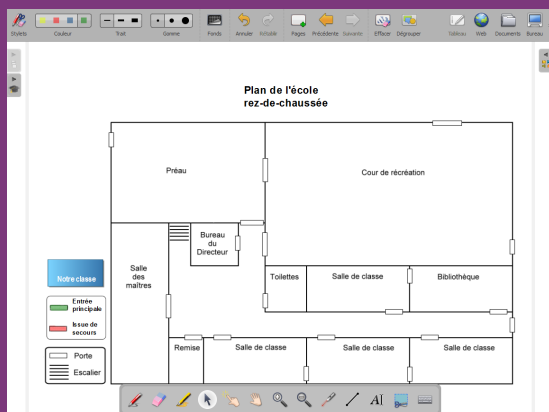 Stylets
Couleur
Trait
Gomme
Fonds
Annuler
Rétablir
Pages
Précédente
Suivante
Effacer
Dégrouper
Tableau
Web
Documents
Bureau
Plan de l'école
rez-de-chaussée
Préau
Cour de récréation
Bureau
du
Directeur
Salle
des
maîtres
Toilettes
Salle de classe
Bibliothèque
Notre classe
Entrée
principale
Issue de
secours
Porte
Escalier
Remise
Salle de classe
Salle de classe
Salle de classe
A